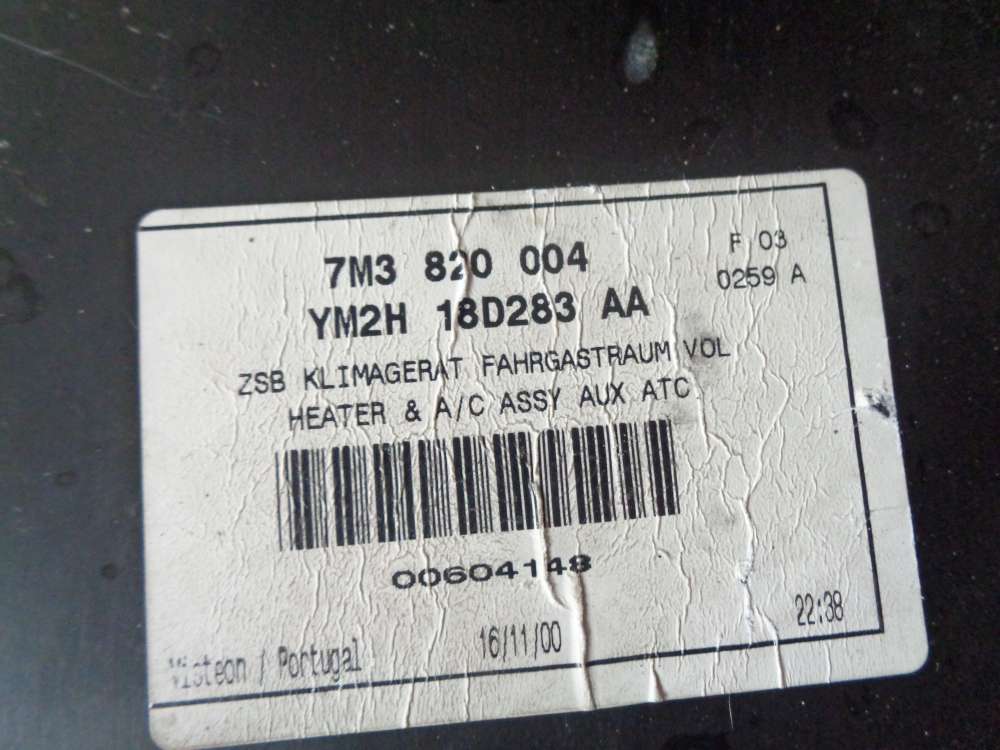 7M3 820 004
F 03
YM2H 18D283 AA
0259 A
ZSB KLIMAGERAT FAHRGASTRAUM VOL
HEATER & A/C ASSY AUX ATC
00604148
Visteon / Portugal
16/11/00
22:38